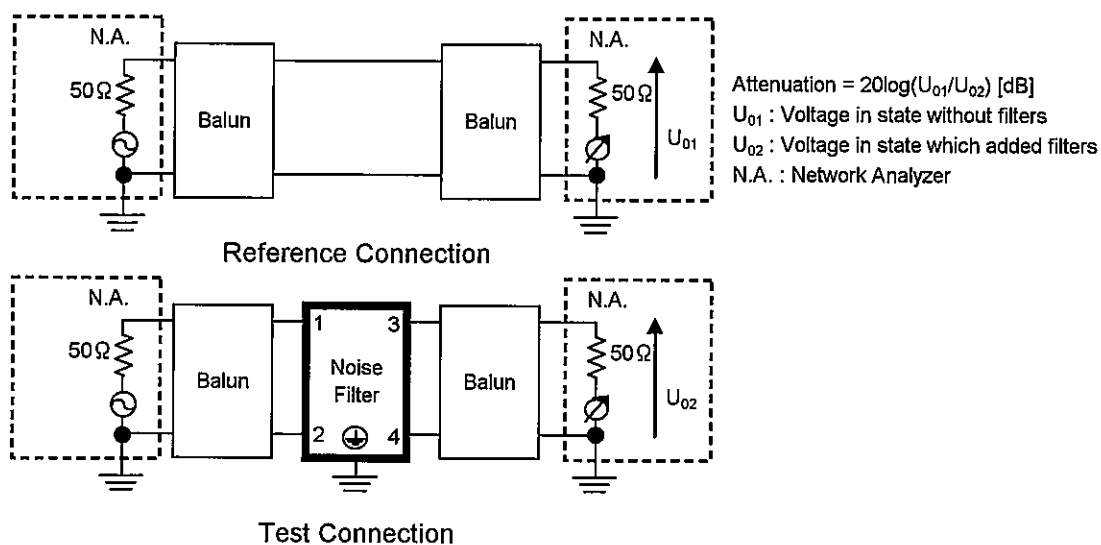 N.A.
50Ω
Balun
Balun
N.A.
50Ω
U01
Attenuation = 20log(U01/U02) [dB]
U01 : Voltage in state without filters
U02 : Voltage in state which added filters
N.A. : Network Analyzer
Reference Connection
N.A.
50Ω
Balun
1 3
Noise
Filter
2 4
Balun
N.A.
50Ω
U02
Test Connection